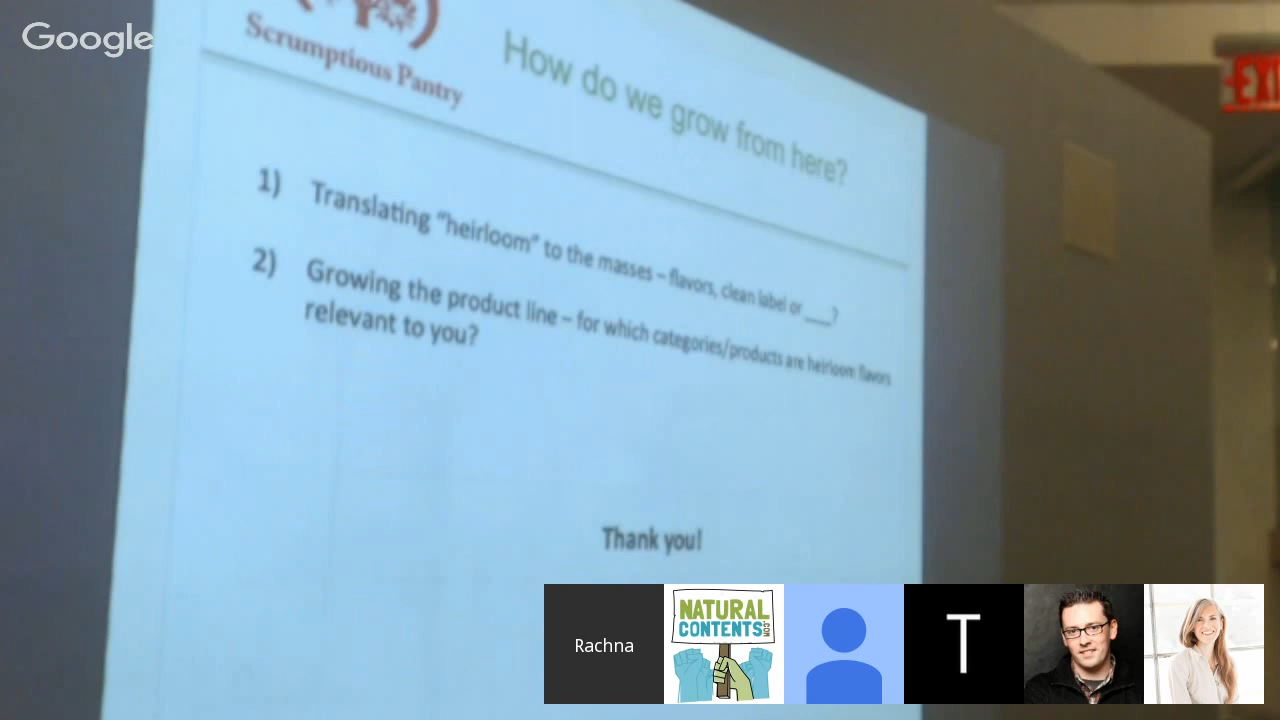 Google
Scrumptious Pantry
How do we grow from here?
1) Translating “heirloom” to the masses – flavors, clean label or ___?
2) Growing the product line – for which categories/products are heirloom flavors
relevant to you?
Thank you!
EXI
Rachna
NATURAL
CONTENTS.COM
T